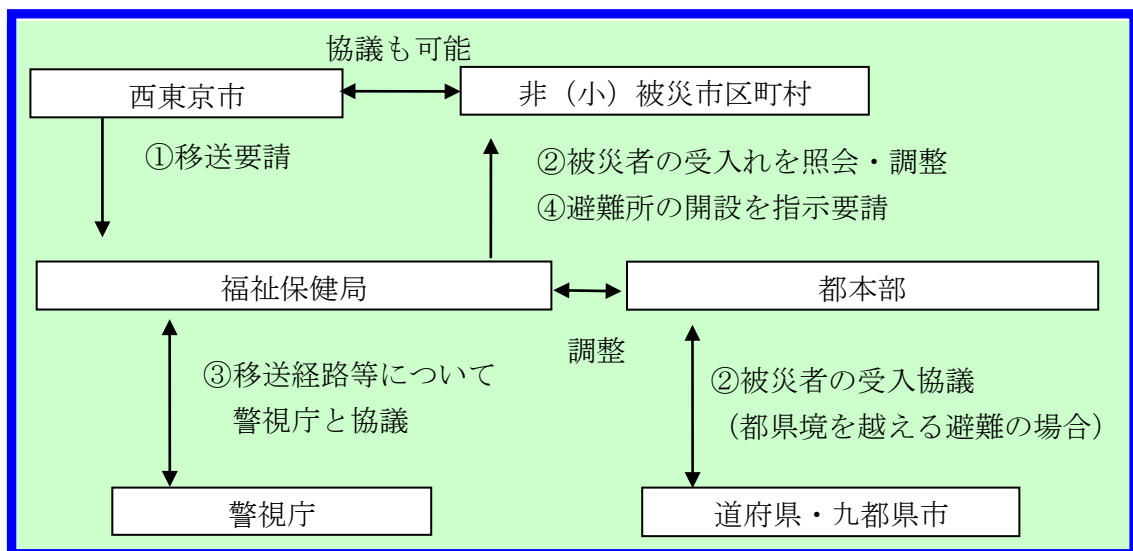 協議も可能
西東京市
非（小）被災市区町村
①移送要請
②被災者の受入れを照会・調整
④避難所の開設を指示要請
福祉保健局
都本部
調整
③移送経路等について
警視庁と協議
②被災者の受入協議
（都県境を越える避難の場合）
警視庁
道府県・九都県市